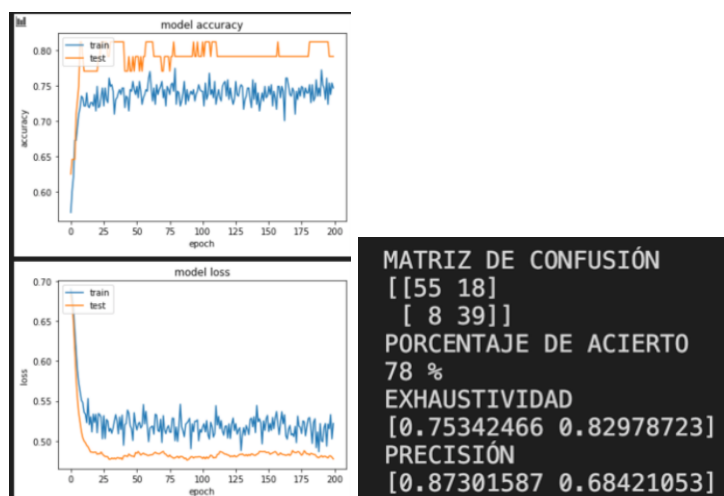 model accuracy
train
test
0.80
0.75
0.70
0.65
0.60
accuracy
0 25 50 75 100 125 150 175 200
epoch
model loss
train
test
0.70
0.65
0.60
0.55
0.50
loss
0 25 50 75 100 125 150 175 200
epoch
MATRIZ DE CONFUSIÓN
[[55 18]
[ 8 39]]
PORCENTAJE DE ACIERTO
78 %
EXHAUSTIVIDAD
[0.75342466 0.82978723]
PRECISIÓN
[0.87301587 0.68421053]